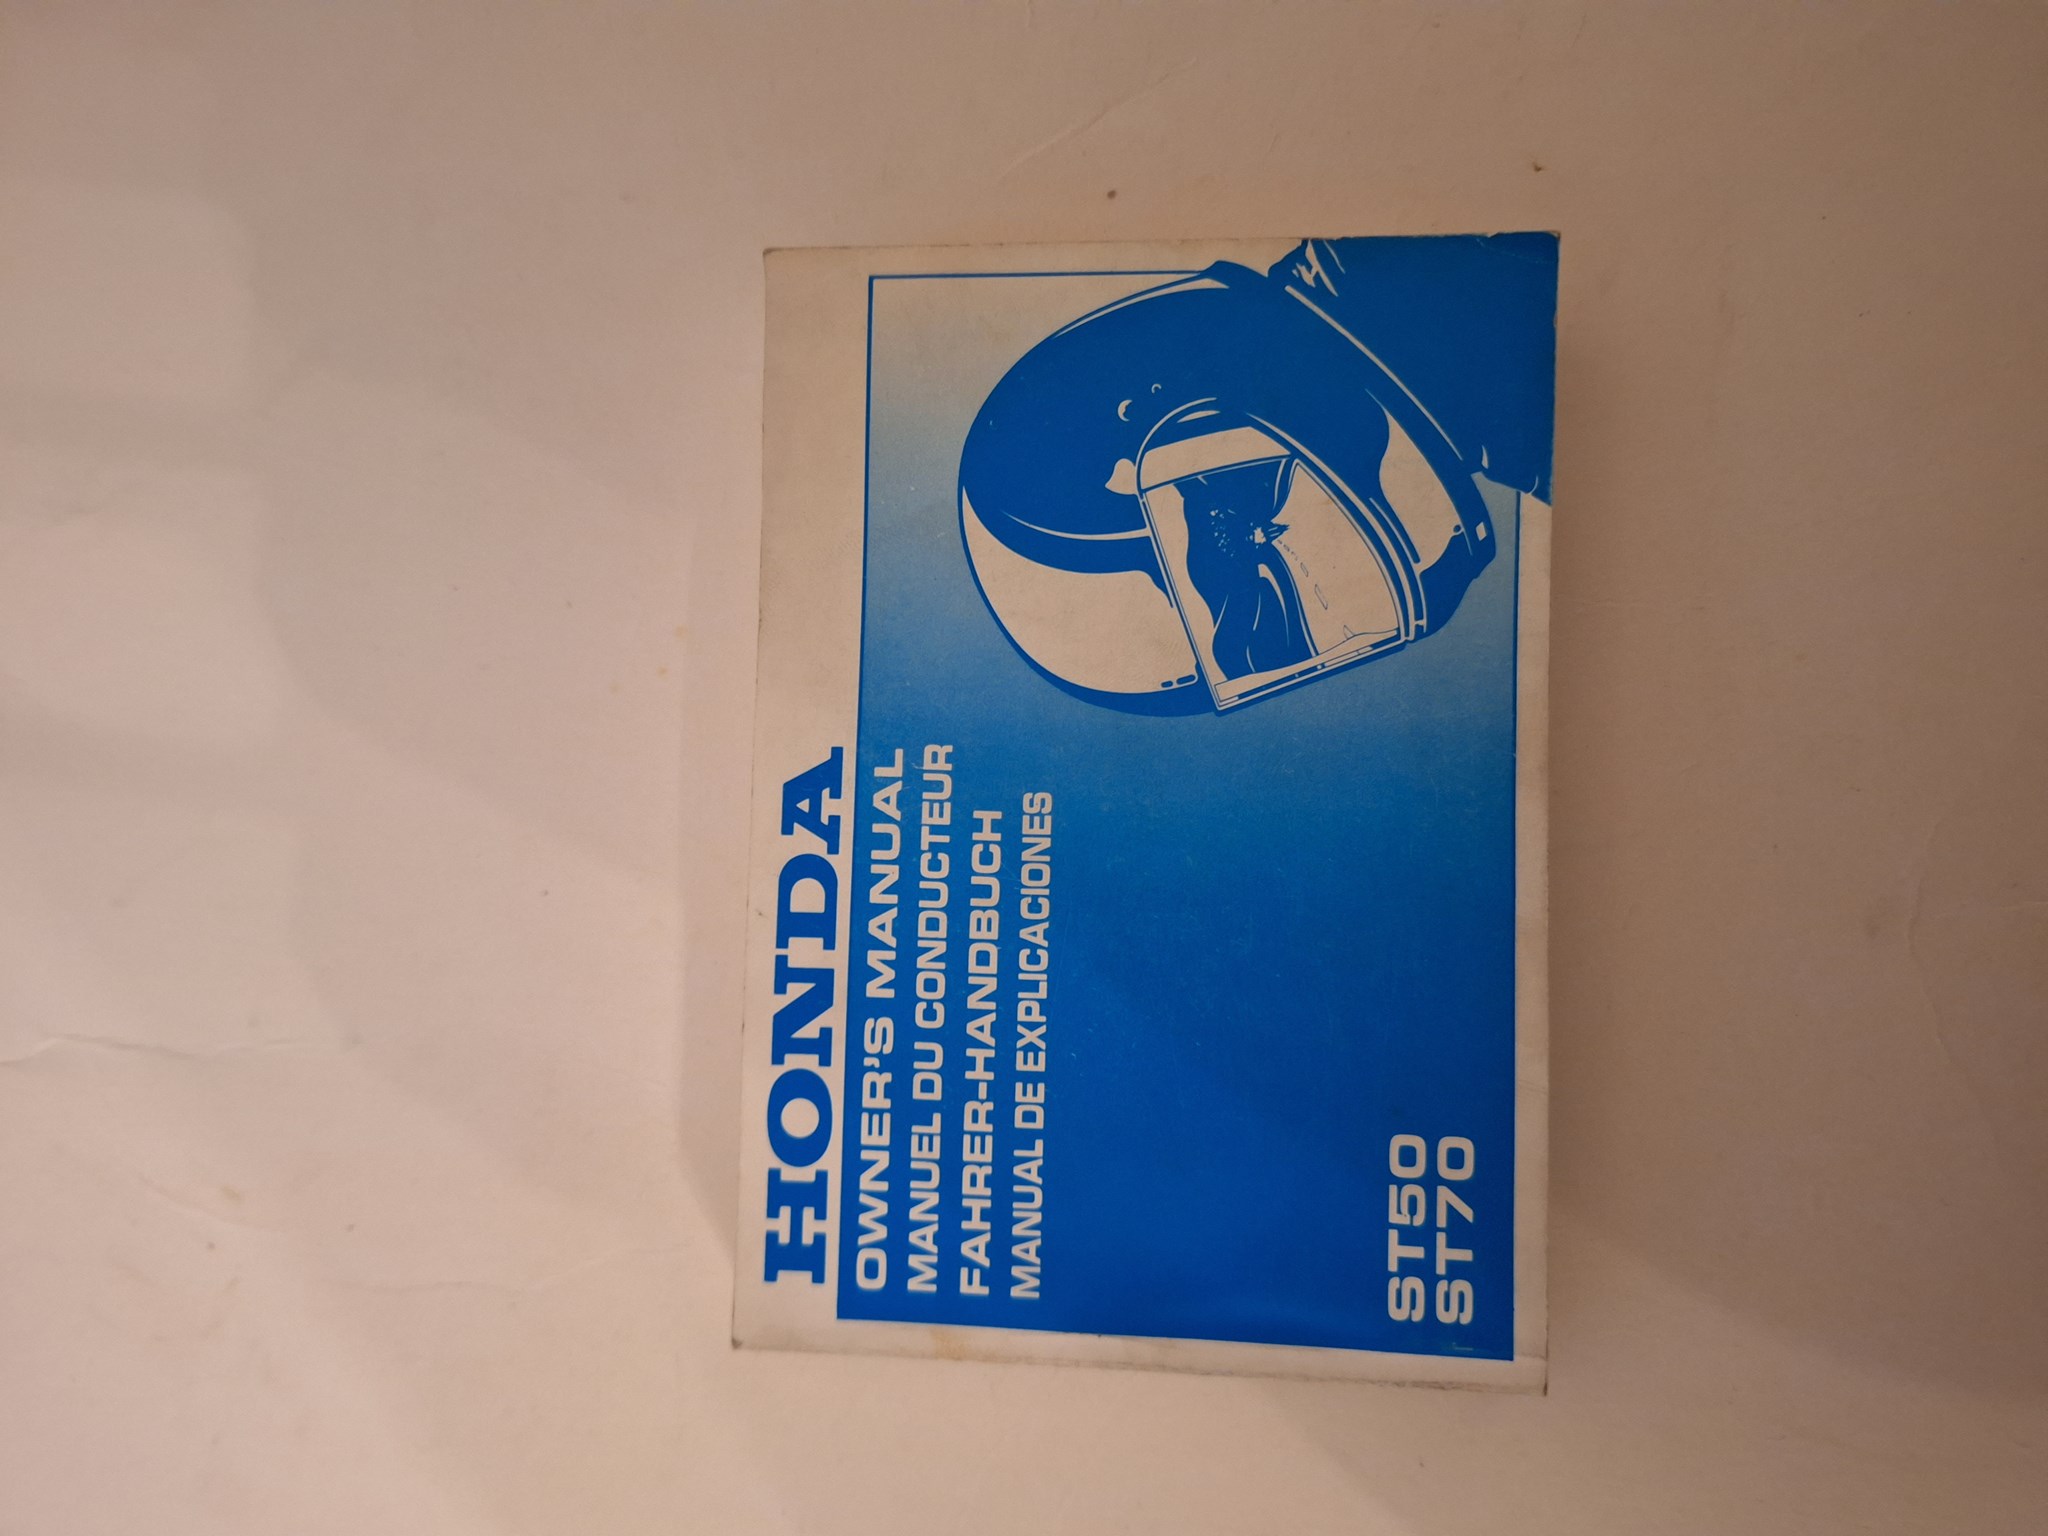 HONDA
OWNER'S MANUAL
MANUEL DU CONDUCTEUR
FAHRER-HANDBUCH
MANUAL DE EXPLICACIONES
ST50
ST70